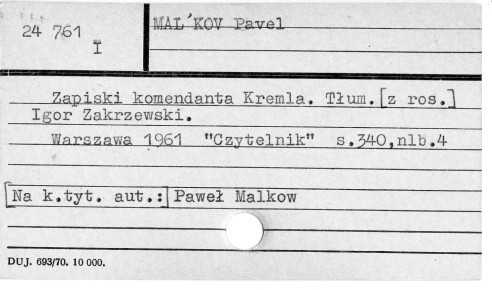 24 761
I
MAL'KOV Pavel
Zapiski komendanta Kremla. Tłum.[z ros.]
Igor Zakrzewski.
Warszawa 1961 "Czytelnik" s.340,nlb.4
[Na k.tyt. aut.:] Paweł Malkow
DUJ. 693/70. 10 000.